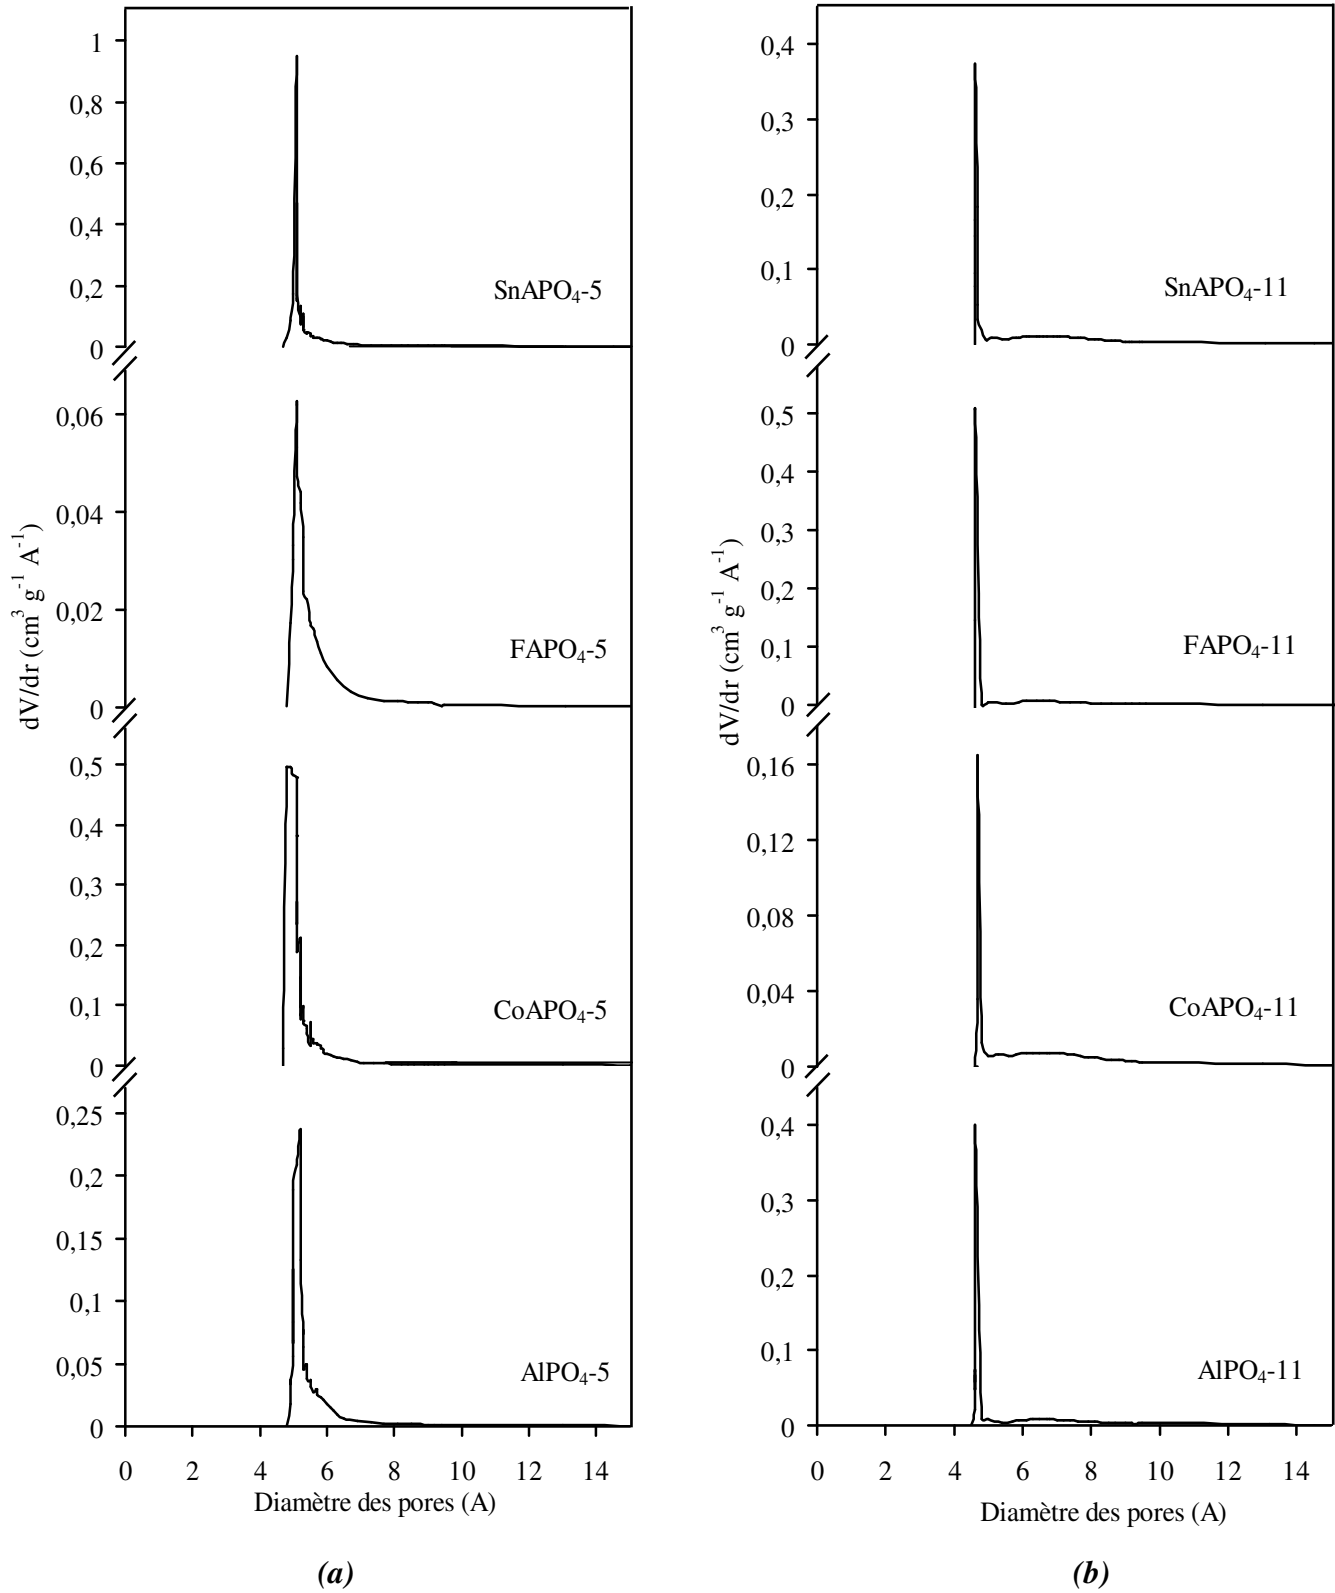 dV/dr (cm³ g⁻¹ A⁻¹)
1
0,8
0,6
0,4
0,2
0
SnAPO₄-5
0,06
0,04
0,02
0
FAPO₄-5
0,5
0,4
0,3
0,2
0,1
0
CoAPO₄-5
0,25
0,2
0,15
0,1
0,05
0
AlPO₄-5
0 2 4 6 8 10 12 14
Diamètre des pores (A)
(a)
dV/dr (cm³ g⁻¹ A⁻¹)
0,4
0,3
0,2
0,1
0
SnAPO₄-11
0,5
0,4
0,3
0,2
0,1
0
FAPO₄-11
0,16
0,12
0,08
0,04
0
CoAPO₄-11
0,4
0,3
0,2
0,1
0
AlPO₄-11
0 2 4 6 8 10 12 14
Diamètre des pores (A)
(b)